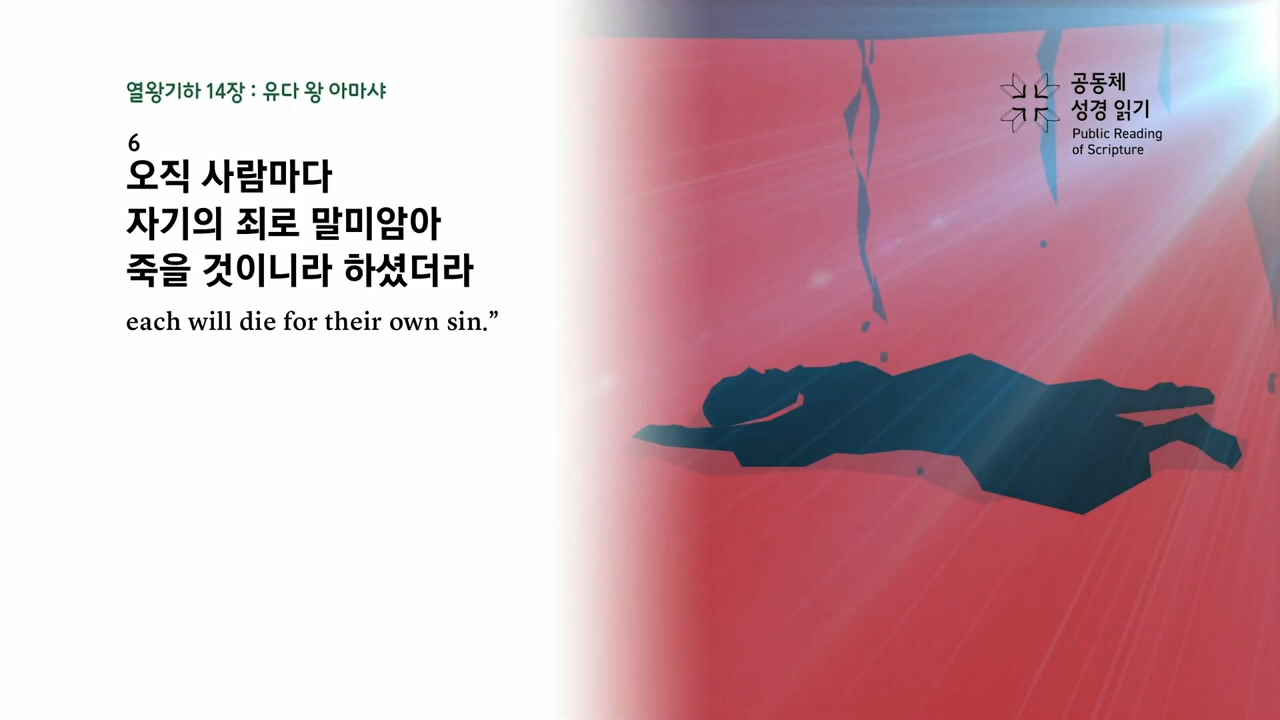 열왕기하 14장 : 유다 왕 아마샤
6
오직 사람마다
자기의 죄로 말미암아
죽을 것이니라 하셨더라
each will die for their own sin.”
공동체
성경 읽기
Public Reading
of Scripture